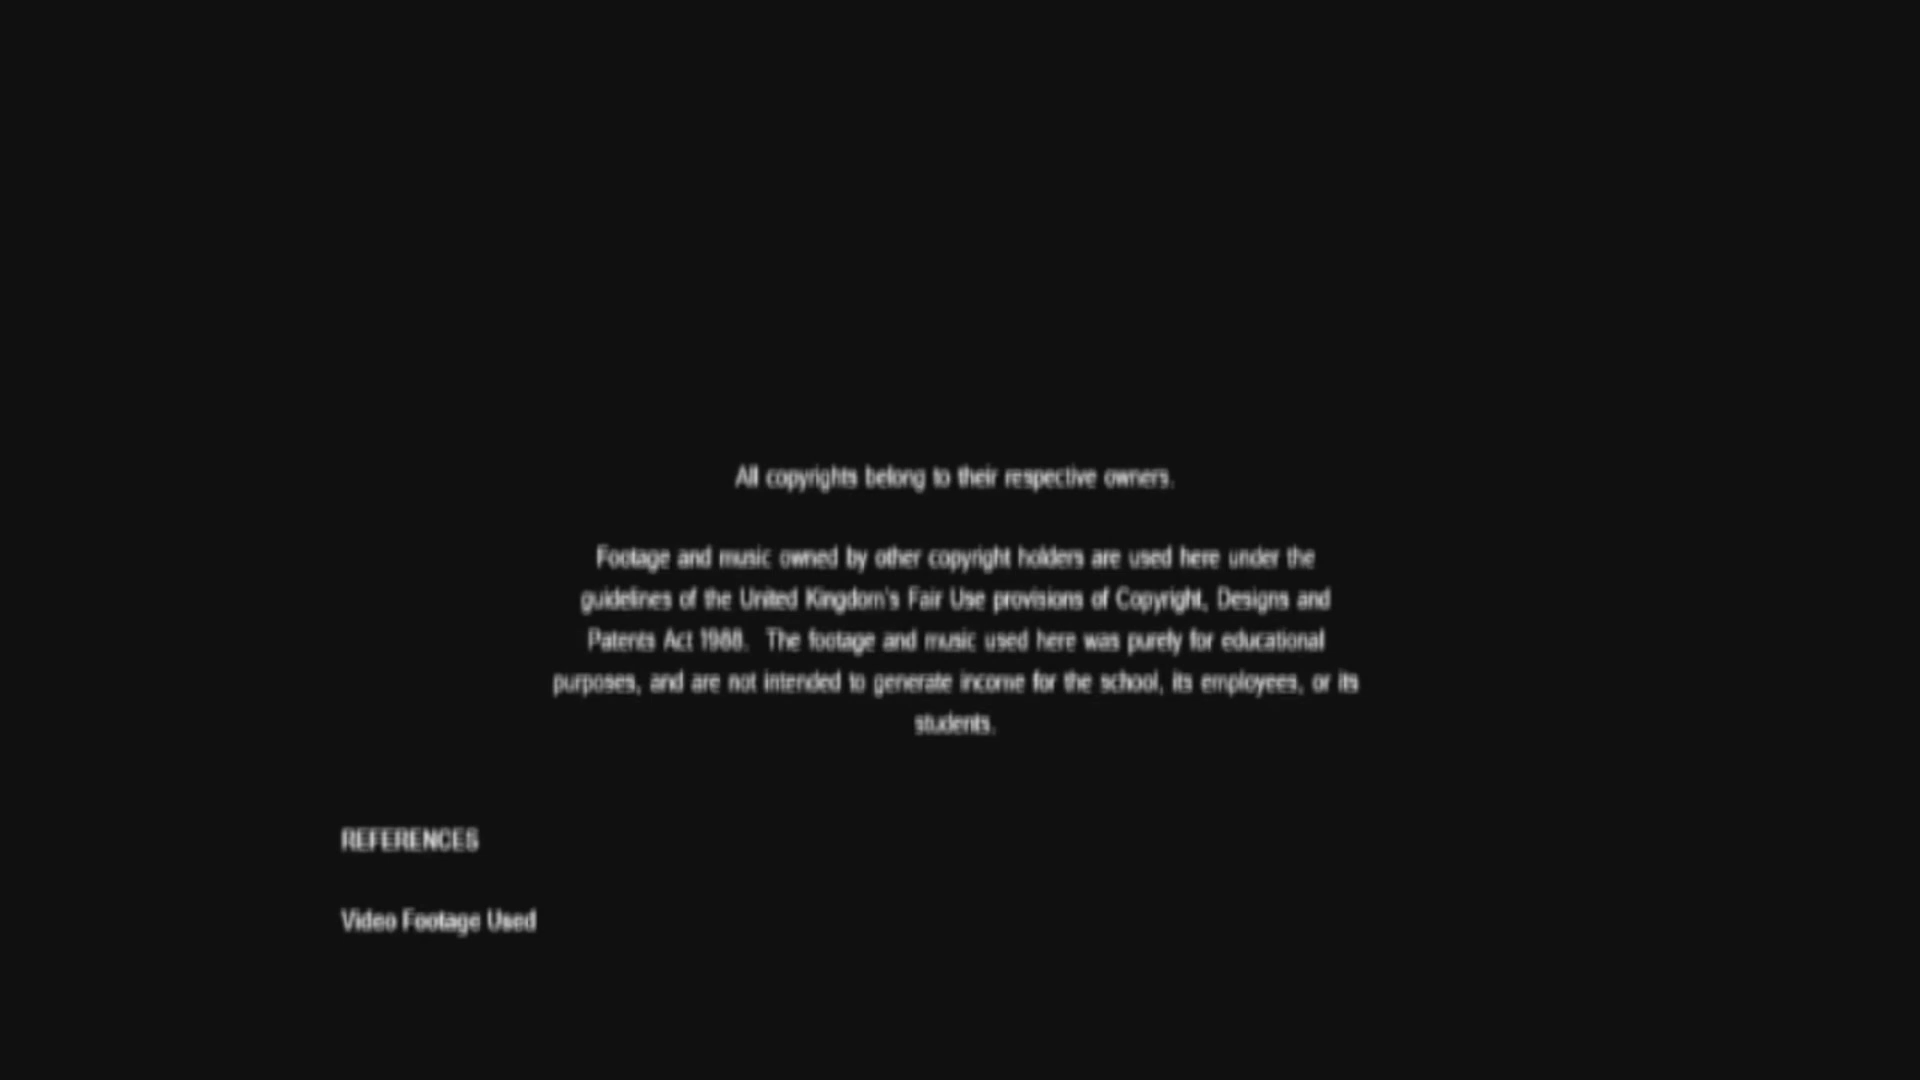 All copyrights belong to their respective owners.
Footage and music owned by other copyright holders are used here under the
guidelines of the United Kingdom's Fair Use provisions of Copyright, Designs and
Patents Act 1988. The footage and music used here was purely for educational
purposes, and are not intended to generate income for the school, its employees, or its
students.
REFERENCES
Video Footage Used